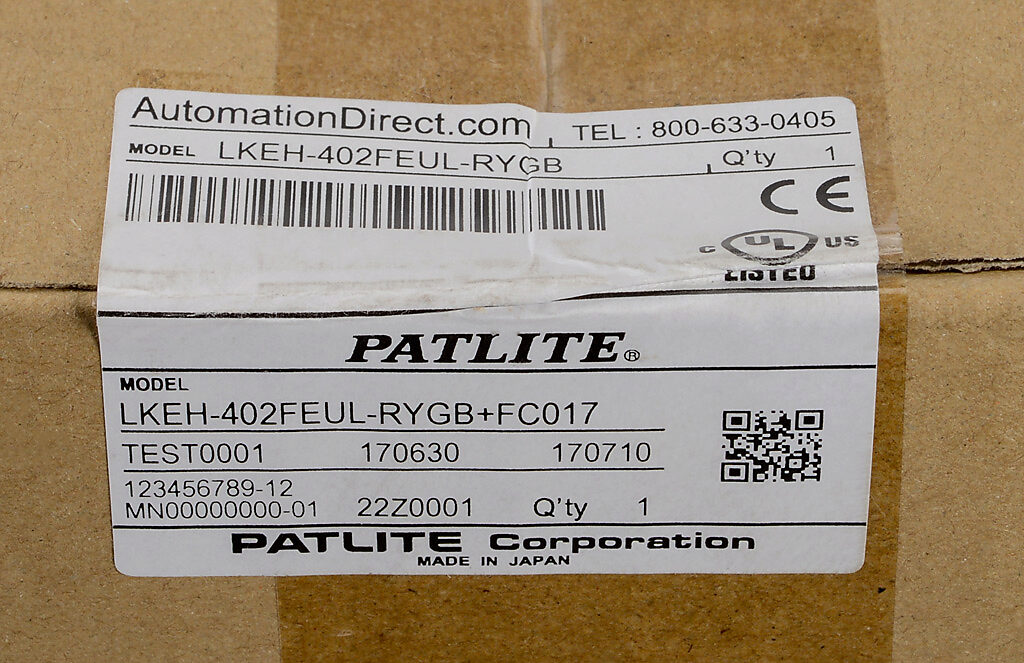 AutomationDirect.com TEL : 800-633-0405
MODEL LKEH-402FEUL-RYGB Q'ty 1
CE
C UL US
LISTED
PATLITE®
MODEL
LKEH-402FEUL-RYGB+FC017
TEST0001 170630 170710
123456789-12
MN00000000-01 22Z0001 Q'ty 1
PATLITE Corporation
MADE IN JAPAN